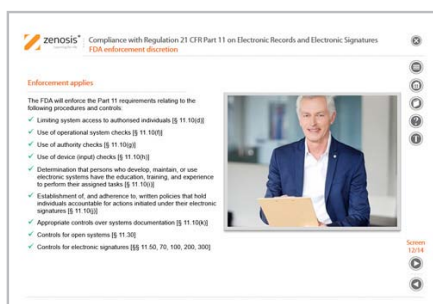 zenosis®
Compliance with Regulation 21 CFR Part 11 on Electronic Records and Electronic Signatures
FDA enforcement discretion
Enforcement applies
The FDA will enforce the Part 11 requirements relating to the
following procedures and controls:
✓ Limiting system access to authorised individuals [§ 11.10(d)]
✓ Use of operational system checks [§ 11.10(f)]
✓ Use of authority checks [§ 11.10(g)]
✓ Use of device (input) checks [§ 11.10(h)]
✓ Determination that persons who develop, maintain, or use
electronic systems have the education, training, and experience
to perform their assigned tasks [§ 11.10(i)]
✓ Establishment of, and adherence to, written policies that hold
individuals accountable for actions initiated under their electronic
signatures [§ 11.10(j)]
✓ Appropriate controls over systems documentation [§ 11.10(k)]
✓ Controls for open systems [§ 11.30]
✓ Controls for electronic signatures [§§ 11.50, 70, 100, 200, 300]
Screen
12/14